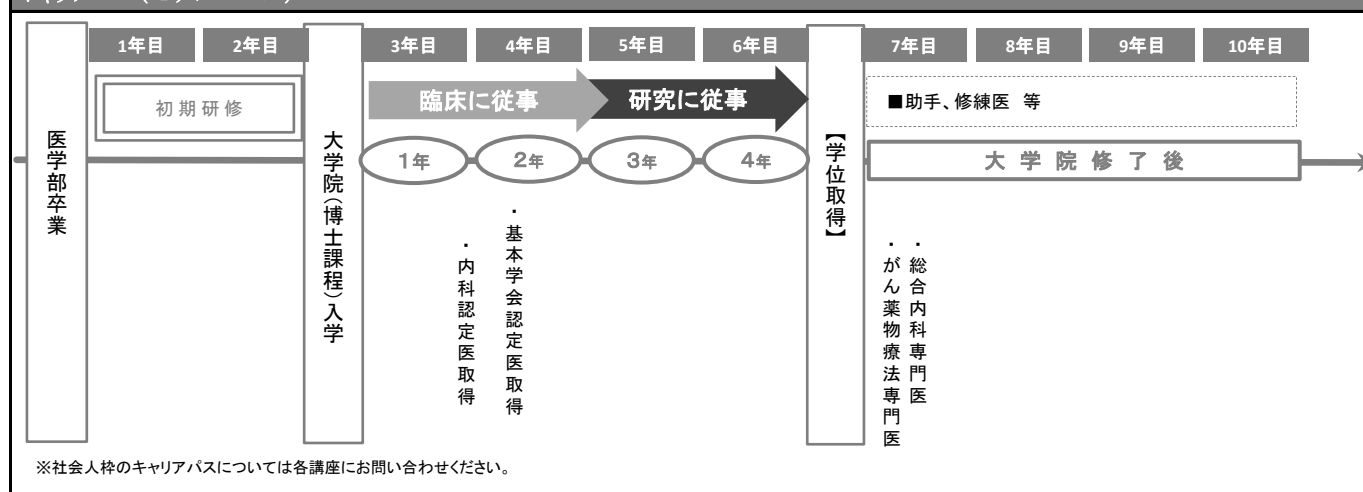 1年目
2年目
3年目
4年目
5年目
6年目
7年目
8年目
9年目
10年目
医学部卒業
初期研修
大学院(博士課程)入学
臨床に従事
研究に従事
1年
2年
3年
4年
・内科認定医取得
・基本学会認定医取得
【学位取得】
■助手、修練医 等
大学院修了後
・総合内科専門医
・がん薬物療法専門医
※社会人枠のキャリアパスについては各講座にお問い合わせください。